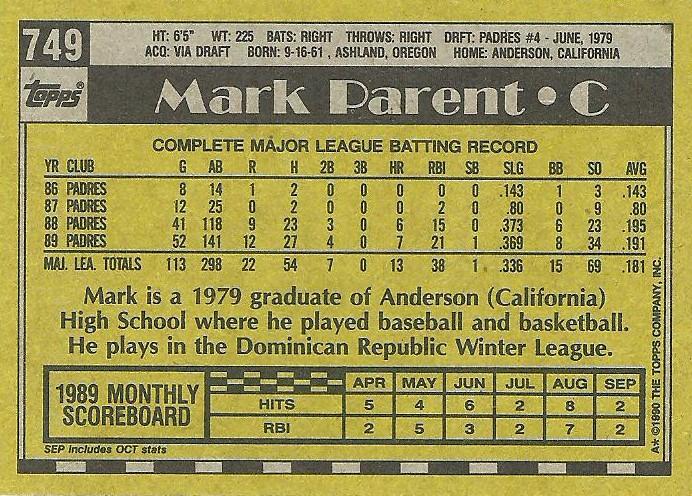 749
HT: 6'5" WT: 225 BATS: RIGHT THROWS: RIGHT DRFT: PADRES #4 - JUNE, 1979
ACQ: VIA DRAFT BORN: 9-16-61 , ASHLAND, OREGON HOME: ANDERSON, CALIFORNIA
Topps® Mark Parent • C
COMPLETE MAJOR LEAGUE BATTING RECORD
YR CLUB G AB R H 2B 3B HR RBI SB SLG BB SO AVG
86 PADRES 8 14 1 2 0 0 0 0 0 .143 1 3 .143
87 PADRES 12 25 0 2 0 0 0 2 0 .80 0 9 .80
88 PADRES 41 118 9 23 3 0 6 15 0 .373 6 23 .195
89 PADRES 52 141 12 27 4 0 7 21 1 .369 8 34 .191
MAJ. LEA. TOTALS 113 298 22 54 7 0 13 38 1 .336 15 69 .181
Mark is a 1979 graduate of Anderson (California)
High School where he played baseball and basketball.
He plays in the Dominican Republic Winter League.
1989 MONTHLY
SCOREBOARD
APR MAY JUN JUL AUG SEP
HITS 5 4 6 2 8 2
RBI 2 5 3 2 7 2
SEP includes OCT stats
A* ©1990 THE TOPPS COMPANY, INC.